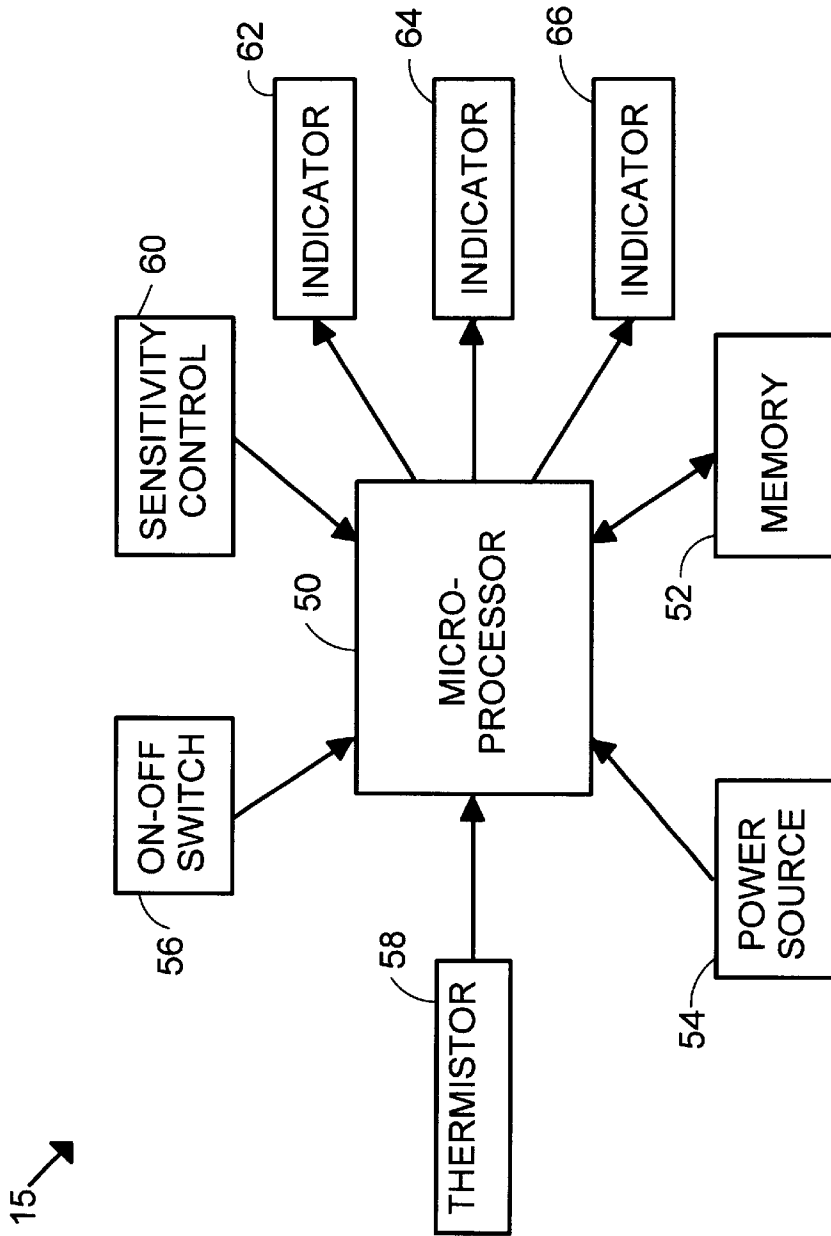 15
56
ON-OFF
SWITCH
SENSITIVITY
CONTROL
60
50
62
INDICATOR
58
THERMISTOR
MICRO-
PROCESSOR
64
INDICATOR
66
INDICATOR
54
POWER
SOURCE
52
MEMORY